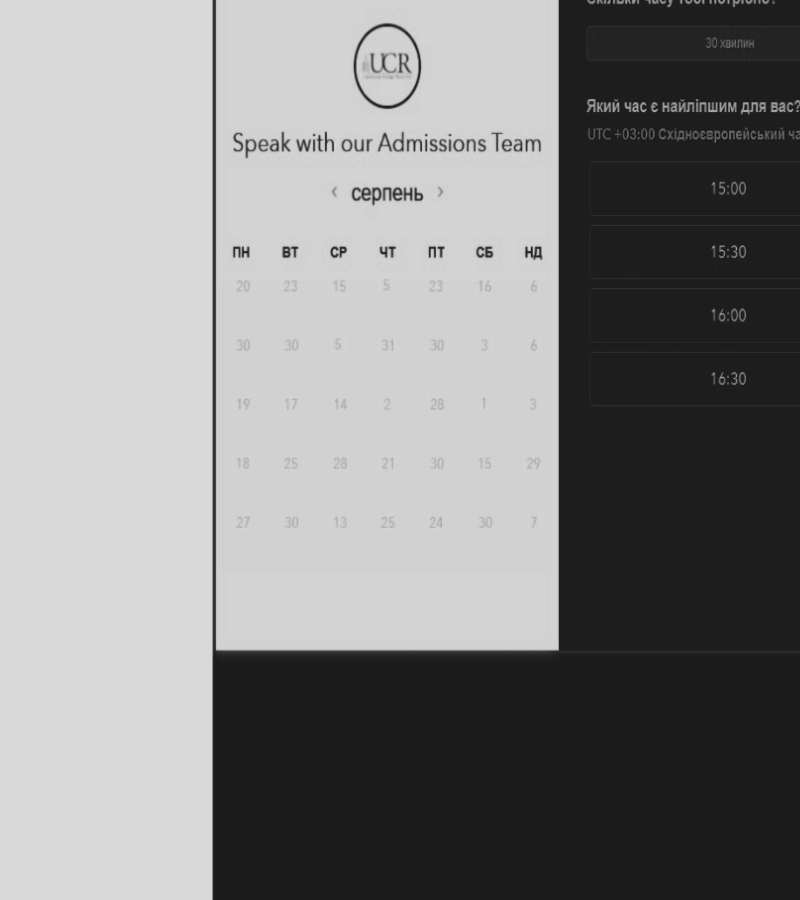 UCR
Speak with our Admissions Team
‹ серпень ›
ПН ВТ СР ЧТ ПТ СБ НД
20 23 15 5 23 16 6
30 30 5 31 30 3 6
19 17 14 2 28 1 3
18 25 28 21 30 15 29
27 30 13 25 24 30 7
Скільки часу тобі потрібно?
30 хвилин
Який час є найліпшим для вас?
UTC +03:00 Східноєвропейський ча
15:00
15:30
16:00
16:30